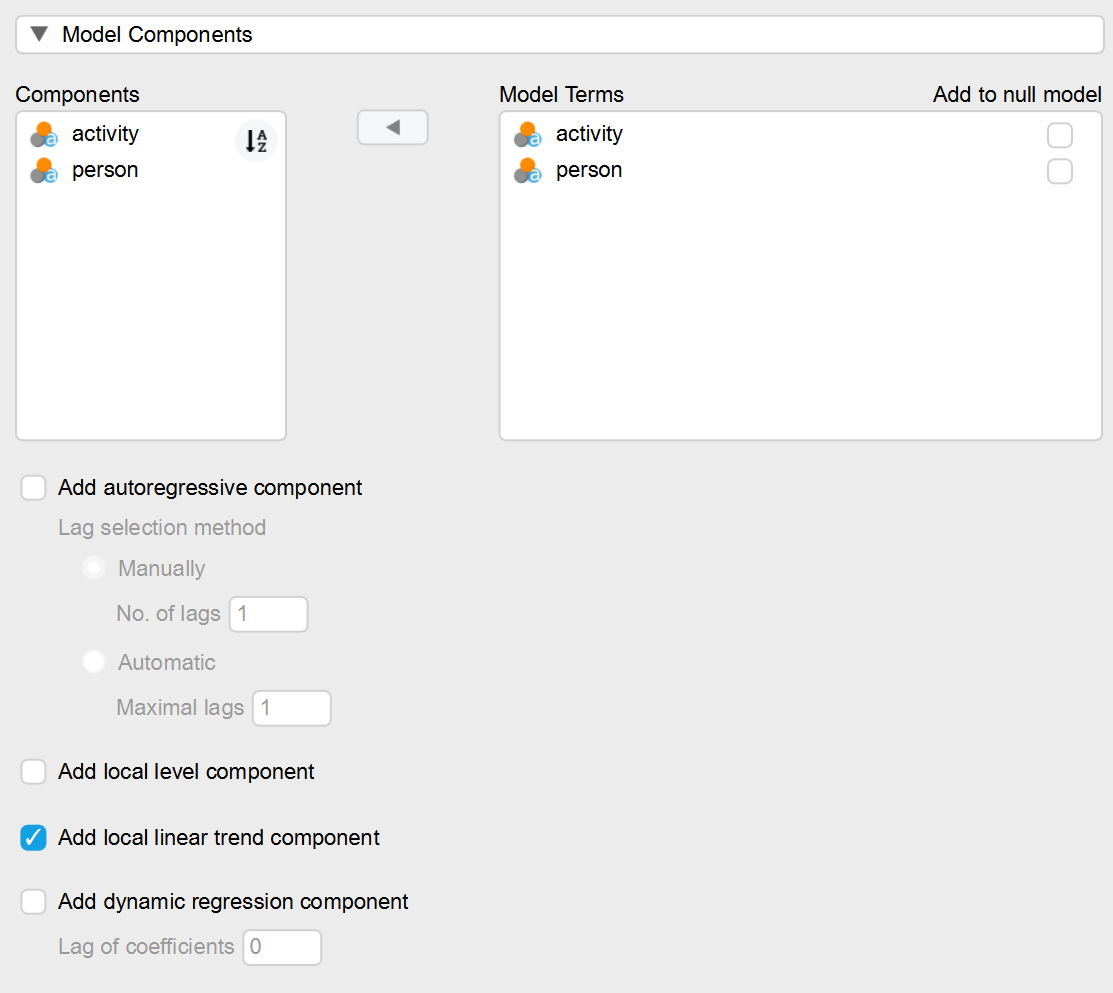 Model Components
Components
Model Terms
Add to null model
activity
person
activity
person
Add autoregressive component
Lag selection method
Manually
No. of lags 1
Automatic
Maximal lags 1
Add local level component
Add local linear trend component
Add dynamic regression component
Lag of coefficients 0